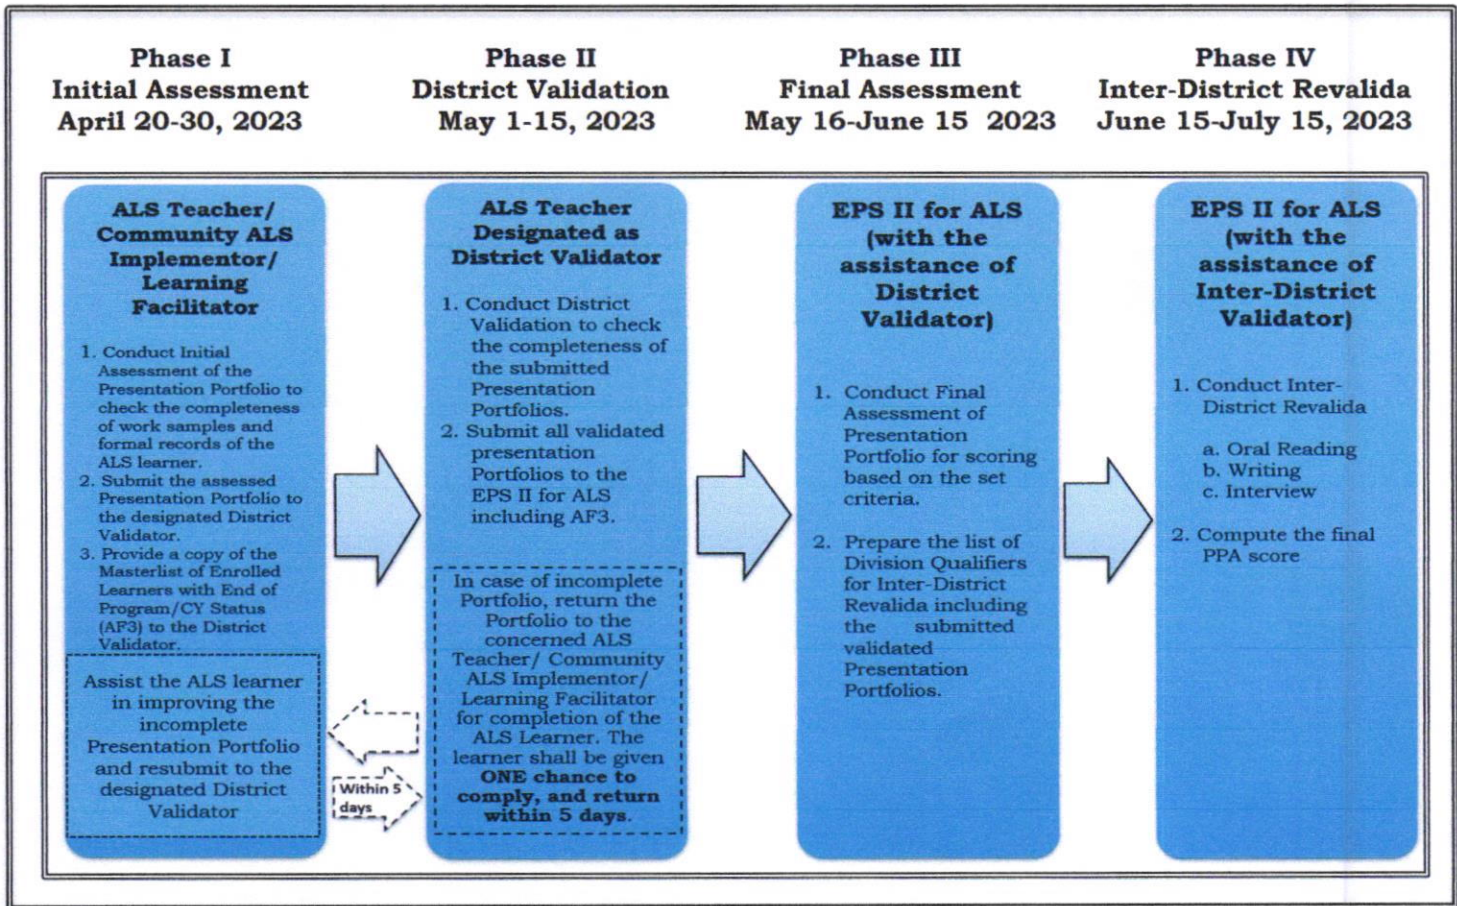 Phase I
Initial Assessment
April 20-30, 2023
Phase II
District Validation
May 1-15, 2023
Phase III
Final Assessment
May 16-June 15 2023
Phase IV
Inter-District Revalida
June 15-July 15, 2023
ALS Teacher/
Community ALS
Implementor/
Learning
Facilitator
1. Conduct Initial
Assessment of the
Presentation Portfolio to
check the completeness
of work samples and
formal records of the
ALS learner.
2. Submit the assessed
Presentation Portfolio to
the designated District
Validator.
3. Provide a copy of the
Masterlist of Enrolled
Learners with End of
Program/CY Status
(AF3) to the District
Validator.
Assist the ALS learner
in improving the
incomplete
Presentation Portfolio
and resubmit to the
designated District
Validator
Within 5
days
ALS Teacher
Designated as
District Validator
1. Conduct District
Validation to check
the completeness of
the submitted
Presentation
Portfolios.
2. Submit all validated
presentation
Portfolios to the
EPS II for ALS
including AF3.
In case of incomplete
Portfolio, return the
Portfolio to the
concerned ALS
Teacher/ Community
ALS Implementor/
Learning Facilitator
for completion of the
ALS Learner. The
learner shall be given
ONE chance to
comply, and return
within 5 days.
EPS II for ALS
(with the
assistance of
District
Validator)
1. Conduct Final
Assessment of
Presentation
Portfolio for scoring
based on the set
criteria.
2. Prepare the list of
Division Qualifiers
for Inter-District
Revalida including
the submitted
validated
Presentation
Portfolios.
EPS II for ALS
(with the
assistance of
Inter-District
Validator)
1. Conduct Inter-
District Revalida
a. Oral Reading
b. Writing
c. Interview
2. Compute the final
PPA score